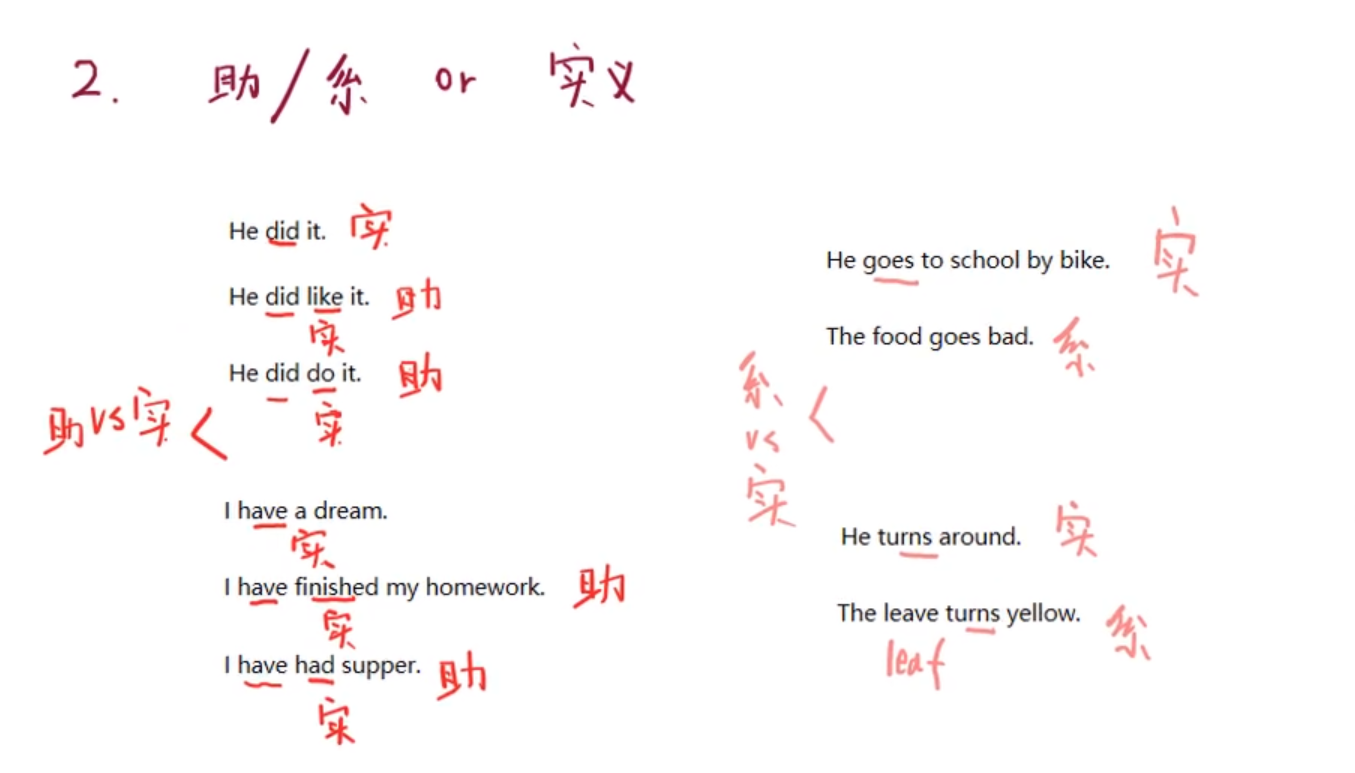 2. 助/系 or 实义
He did it. 实
He did like it. 助
实
He did do it. 助
实
助vs实<
I have a dream.
实
I have finished my homework. 助
实
I have had supper. 助
实
He goes to school by bike. 实
The food goes bad. 系
系
vs
实
<
He turns around. 实
The leave turns yellow. 系
leaf